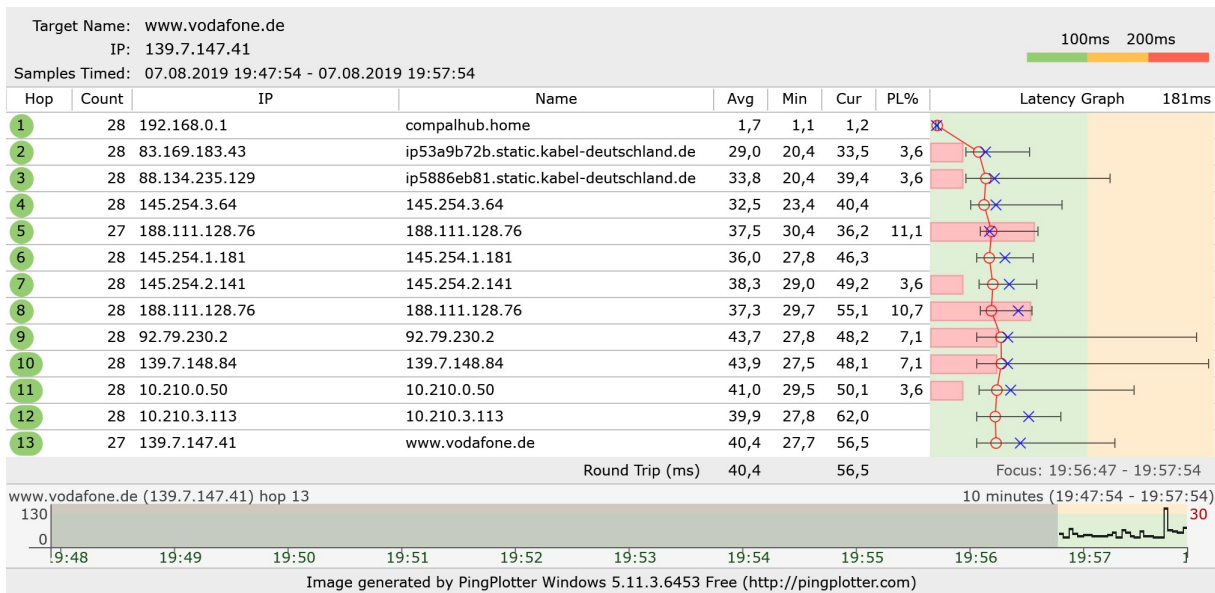 Target Name: www.vodafone.de
IP: 139.7.147.41
Samples Timed: 07.08.2019 19:47:54 - 07.08.2019 19:57:54
100ms 200ms
Hop Count IP Name Avg Min Cur PL% Latency Graph 181ms
1 28 192.168.0.1 compalhub.home 1,7 1,1 1,2
2 28 83.169.183.43 ip53a9b72b.static.kabel-deutschland.de 29,0 20,4 33,5 3,6
3 28 88.134.235.129 ip5886eb81.static.kabel-deutschland.de 33,8 20,4 39,4 3,6
4 28 145.254.3.64 145.254.3.64 32,5 23,4 40,4
5 27 188.111.128.76 188.111.128.76 37,5 30,4 36,2 11,1
6 28 145.254.1.181 145.254.1.181 36,0 27,8 46,3
7 28 145.254.2.141 145.254.2.141 38,3 29,0 49,2 3,6
8 28 188.111.128.76 188.111.128.76 37,3 29,7 55,1 10,7
9 28 92.79.230.2 92.79.230.2 43,7 27,8 48,2 7,1
10 28 139.7.148.84 139.7.148.84 43,9 27,5 48,1 7,1
11 28 10.210.0.50 10.210.0.50 41,0 29,5 50,1 3,6
12 28 10.210.3.113 10.210.3.113 39,9 27,8 62,0
13 27 139.7.147.41 www.vodafone.de 40,4 27,7 56,5
Round Trip (ms) 40,4 56,5 Focus: 19:56:47 - 19:57:54
www.vodafone.de (139.7.147.41) hop 13 10 minutes (19:47:54 - 19:57:54)
130 30
0
19:48 19:49 19:50 19:51 19:52 19:53 19:54 19:55 19:56 19:57 1
Image generated by PingPlotter Windows 5.11.3.6453 Free (http://pingplotter.com)